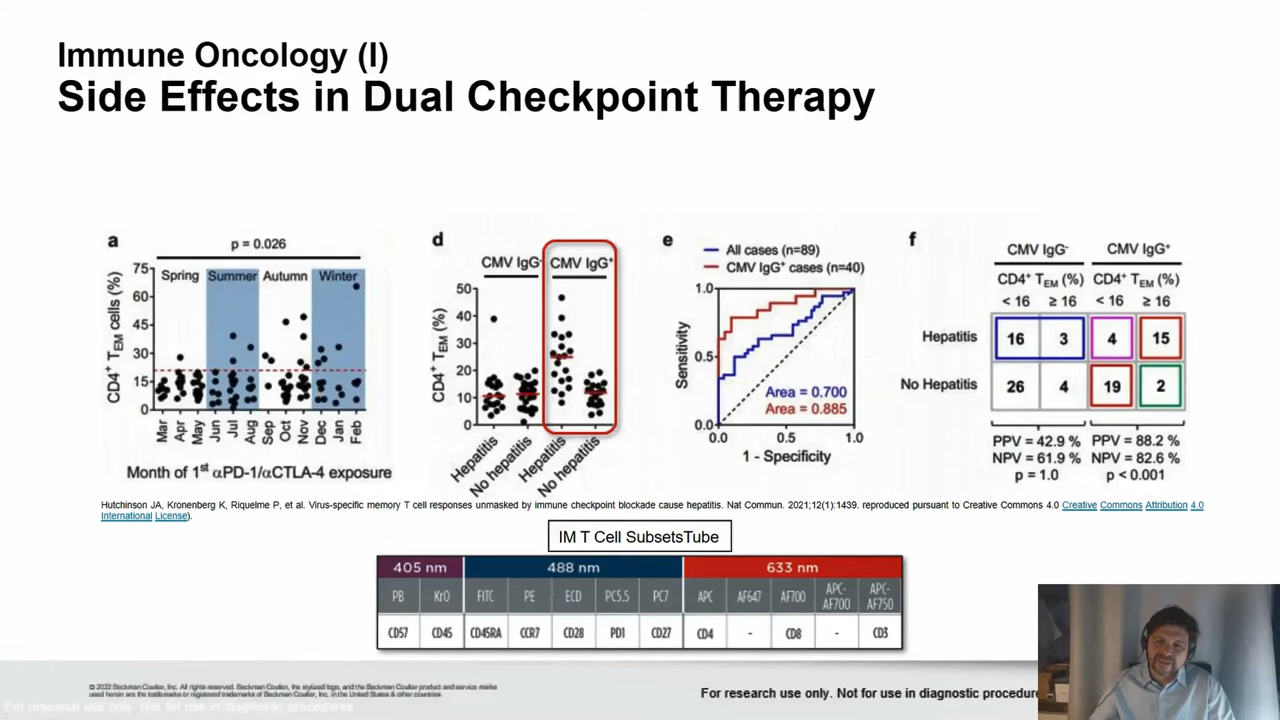 Immune Oncology (I)
Side Effects in Dual Checkpoint Therapy
a
p = 0.026
CD4⁺ TEM cells (%)
75
60
45
30
15
0
Spring Summer Autumn Winter
Mar Apr May Jun Jul Aug Sep Oct Nov Dec Jan Feb
Month of 1st αPD-1/αCTLA-4 exposure
d
CMV IgG⁻ CMV IgG⁺
CD4⁺ TEM (%)
50
40
30
20
10
0
Hepatitis No hepatitis Hepatitis No hepatitis
e
All cases (n=89)
CMV IgG⁺ cases (n=40)
Sensitivity
1.0
0.5
0.0
Area = 0.700
Area = 0.885
0.0 0.5 1.0
1 - Specificity
f
CMV IgG⁻ CMV IgG⁺
CD4⁺ TEM (%) CD4⁺ TEM (%)
< 16 ≥ 16 < 16 ≥ 16
Hepatitis 16 3 4 15
No Hepatitis 26 4 19 2
PPV = 42.9 % PPV = 88.2 %
NPV = 61.9 % NPV = 82.6 %
p = 1.0 p < 0.001
Hutchinson JA, Kronenberg K, Riquelme P, et al. Virus-specific memory T cell responses unmasked by immune checkpoint blockade cause hepatitis. Nat Commun. 2021;12(1):1439. reproduced pursuant to Creative Commons 4.0 Creative Commons Attribution 4.0
International License).
IM T Cell SubsetsTube
405 nm 488 nm 633 nm
PB KrO FITC PE ECD PC5.5 PC7 APC AF647 AF700 APC-AF700 APC-AF750
CD57 CD45 CD45RA CCR7 CD28 PD1 CD27 CD4 - CD8 - CD3
© 2022 Beckman Coulter, Inc. All rights reserved. Beckman Coulter, the stylized logo, and the Beckman Coulter product and service marks
used herein are the trademarks or registered trademarks of Beckman Coulter, Inc. in the United States & other countries
For research use only. Not for use in diagnostic procedure
For research use only. Not for use in diagnostic procedures